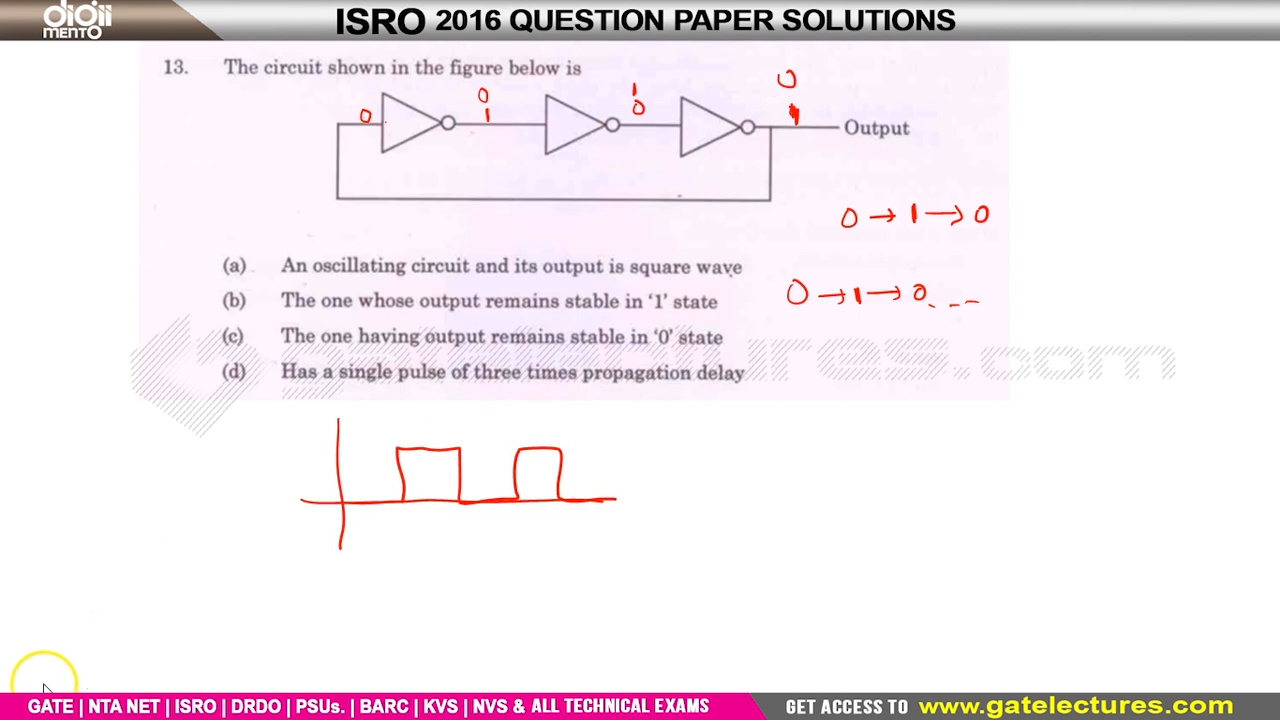 digii
mento
ISRO 2016 QUESTION PAPER SOLUTIONS
13. The circuit shown in the figure below is
0
0
1
1
0
0
1
Output
0 → 1 → 0
0 → 1 → 0 . - -
(a) An oscillating circuit and its output is square wave
(b) The one whose output remains stable in '1' state
(c) The one having output remains stable in '0' state
(d) Has a single pulse of three times propagation delay
gatelectures.com
GATE | NTA NET | ISRO | DRDO | PSUs. | BARC | KVS | NVS & ALL TECHNICAL EXAMS
GET ACCESS TO www.gatelectures.com